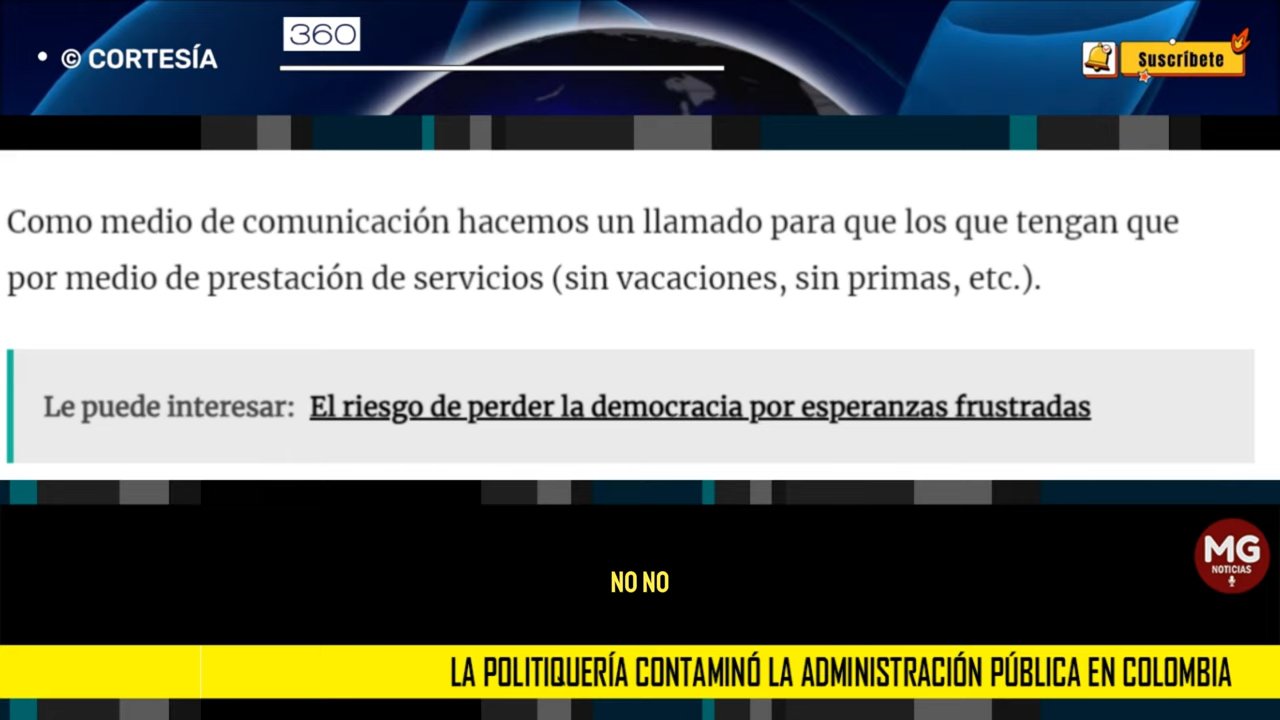 • © CORTESÍA
360
Suscríbete
Como medio de comunicación hacemos un llamado para que los que tengan que
por medio de prestación de servicios (sin vacaciones, sin primas, etc.).
Le puede interesar: El riesgo de perder la democracia por esperanzas frustradas
MG
NOTICIAS
NO NO
LA POLITIQUERÍA CONTAMINÓ LA ADMINISTRACIÓN PÚBLICA EN COLOMBIA